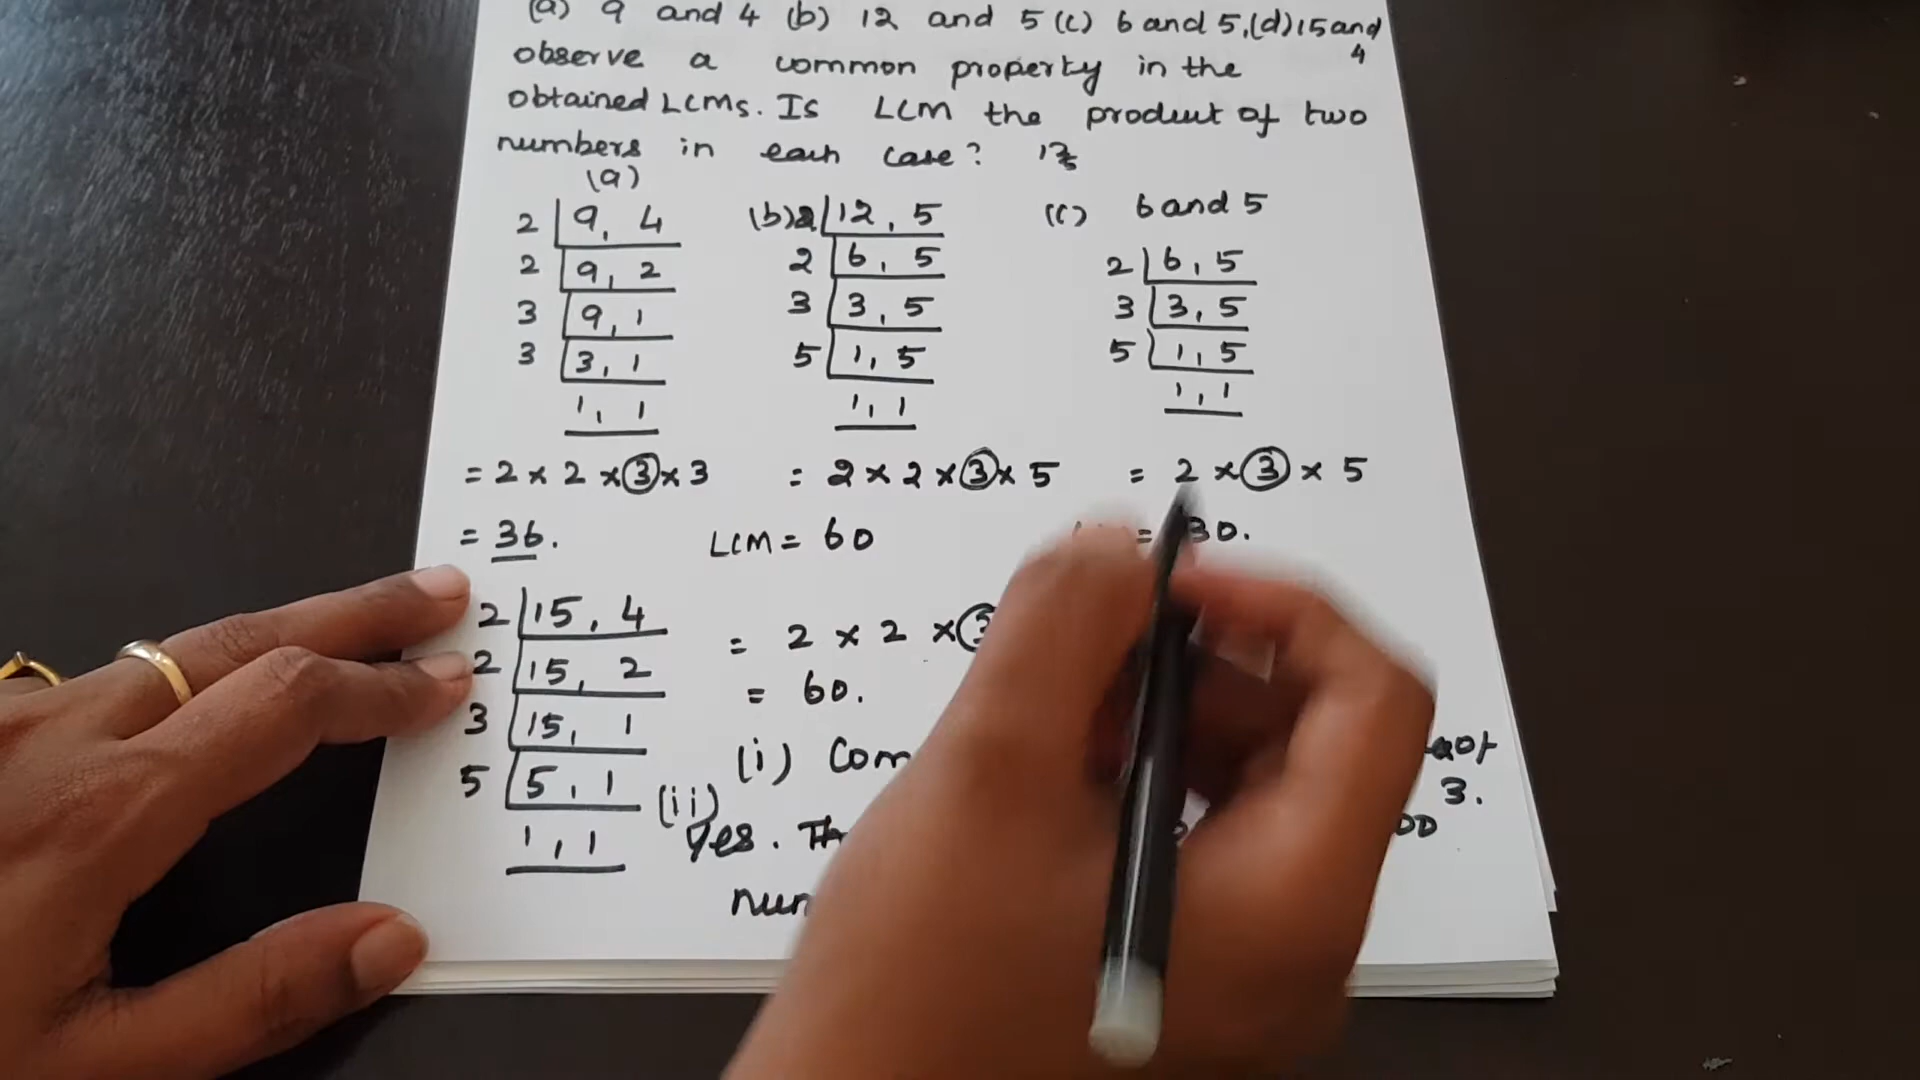 (a) 9 and 4 (b) 12 and 5 (c) 6 and 5, (d) 15 and
4
observe a common property in the
obtained LCMs. Is LCM the product of two
numbers in each case?
(a)
2 9, 4
2 9, 2
3 9, 1
3 3, 1
1, 1
= 2 × 2 × 3 × 3
= 36.
(b) 2 12, 5
2 6, 5
3 3, 5
5 1, 5
1, 1
= 2 × 2 × 3 × 5
LCM = 60
(c) 6 and 5
2 6, 5
3 3, 5
5 1, 5
1, 1
= 2 × 3 × 5
= 30.
2 15, 4
2 15, 2
3 15, 1
5 5, 1
1, 1
= 2 × 2 ×
= 60.
(i)
3.
(ii)
Yes.